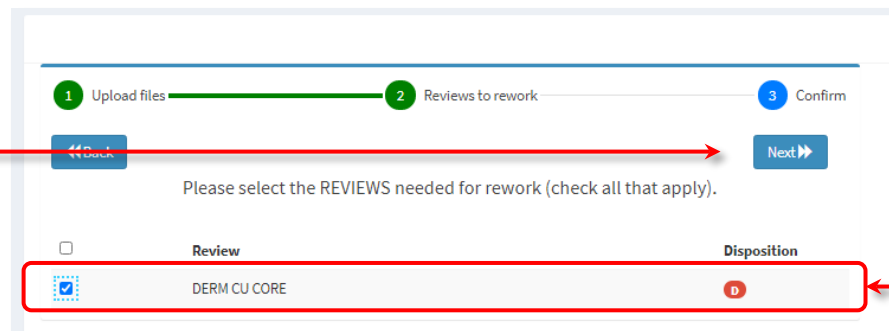 1 Upload files 2 Reviews to rework 3 Confirm
Back Next
Please select the REVIEWS needed for rework (check all that apply).
Review Disposition
DERM CU CORE D